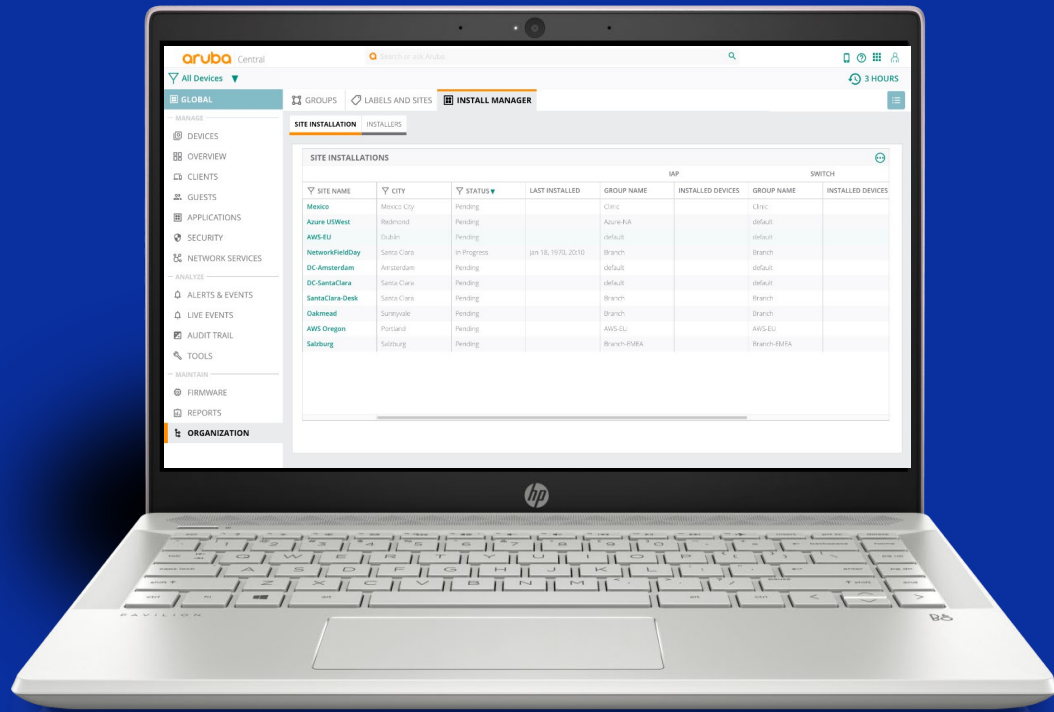 aruba Central
Search or ask Aruba
All Devices ▼
3 HOURS
GLOBAL
GROUPS LABELS AND SITES INSTALL MANAGER
MANAGE
SITE INSTALLATION INSTALLERS
DEVICES
OVERVIEW
CLIENTS
GUESTS
APPLICATIONS
SECURITY
NETWORK SERVICES
ANALYZE
ALERTS & EVENTS
LIVE EVENTS
AUDIT TRAIL
TOOLS
MAINTAIN
FIRMWARE
REPORTS
ORGANIZATION
SITE INSTALLATIONS
IAP SWITCH
SITE NAME CITY STATUS▼ LAST INSTALLED GROUP NAME INSTALLED DEVICES GROUP NAME INSTALLED DEVICES
Mexico Mexico City Pending Clinic Clinic
Azure USWest Redmond Pending Azure-NA default
AWS-EU Dublin Pending default default
NetworkFieldDay Santa Clara In Progress Jan 18, 1970, 20:10 Branch Branch
DC-Amsterdam Amsterdam Pending default default
DC-SantaClara Santa Clara Pending default default
SantaClara-Desk Santa Clara Pending Branch Branch
Oakmead Sunnyvale Pending Branch Branch
AWS Oregon Portland Pending AWS-EU AWS-EU
Salzburg Salzburg Pending Branch-EMEA Branch-EMEA
hp
Q W E R T Y U I O P
A S D F G H J K L
Z X C V B N M
PAVILION
B&O